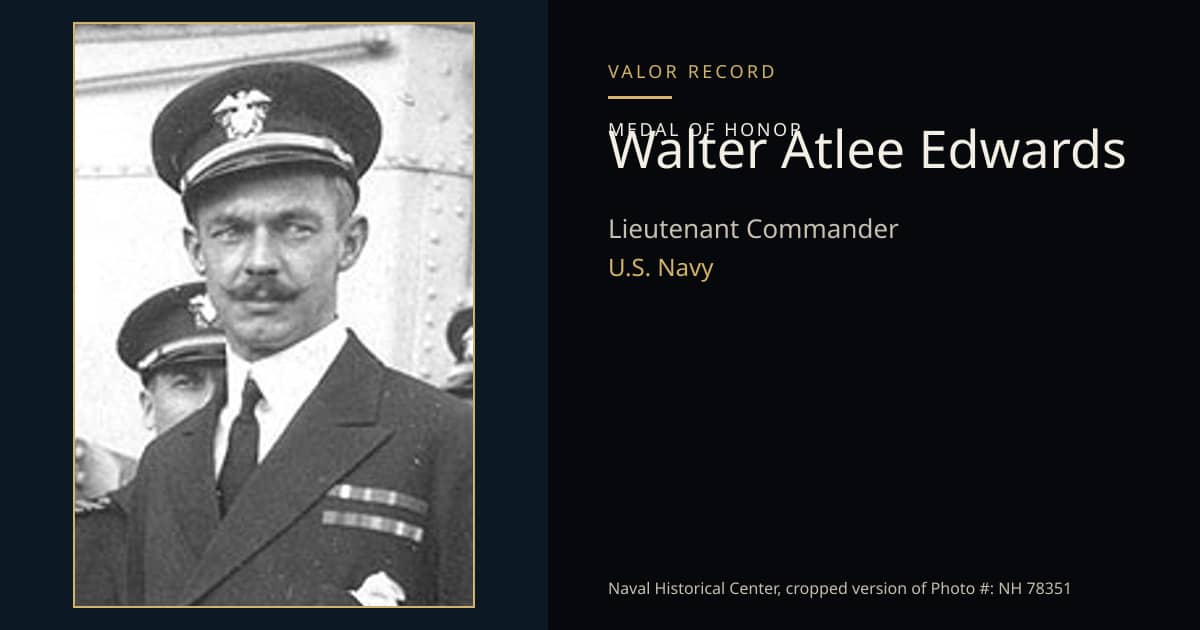 VALOR RECORD
MEDAL OF HONOR
Walter Atlee Edwards
Lieutenant Commander
U.S. Navy
Naval Historical Center, cropped version of Photo #: NH 78351